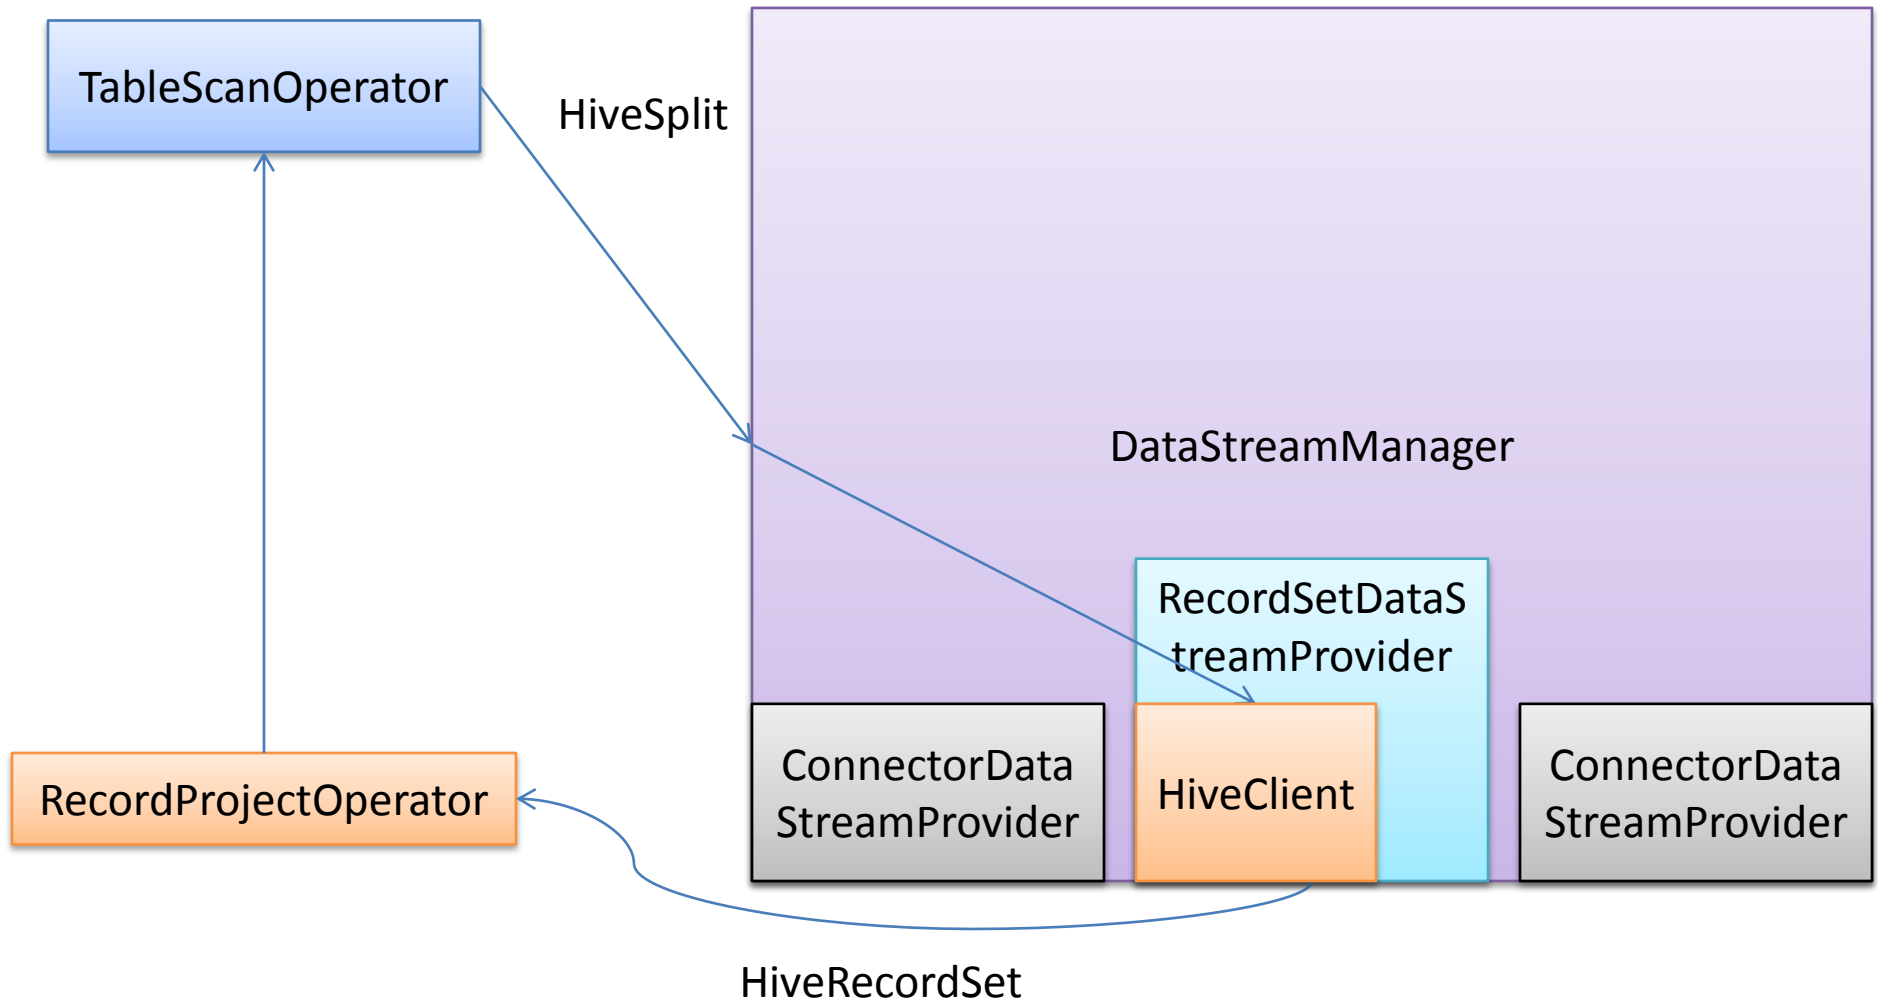 TableScanOperator
HiveSplit
DataStreamManager
RecordSetDataS
treamProvider
ConnectorData
StreamProvider
HiveClient
ConnectorData
StreamProvider
RecordProjectOperator
HiveRecordSet